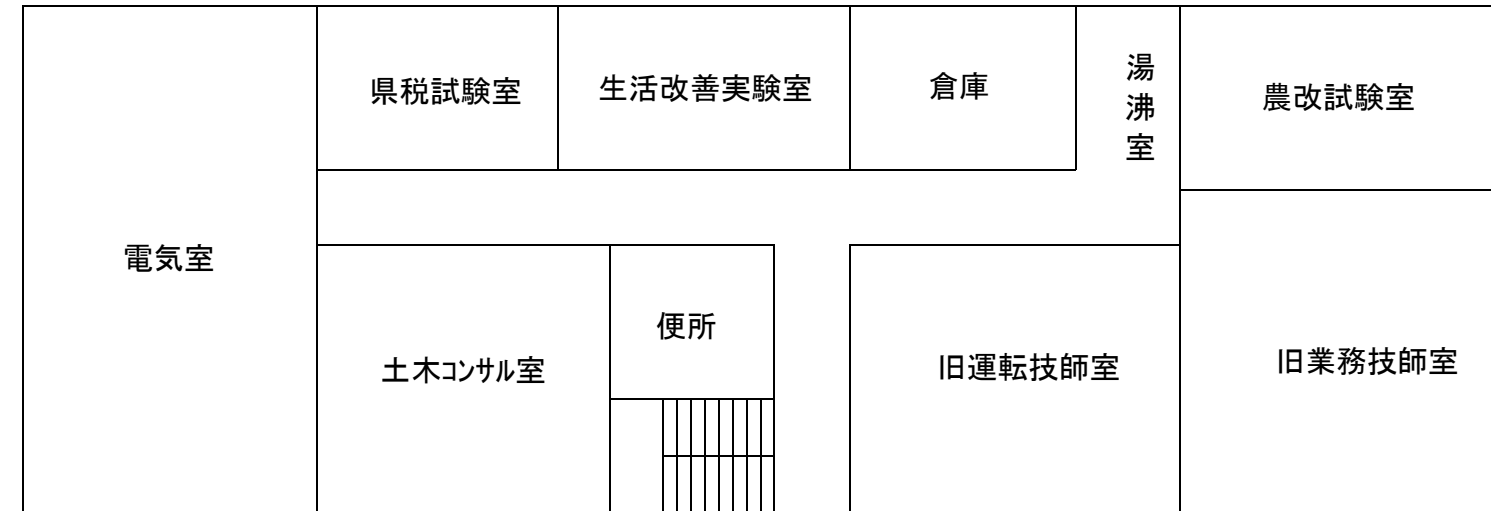 県税試験室
生活改善実験室
倉庫
湯沸室
農改試験室
電気室
土木ｺﾝｻﾙ室
便所
旧運転技師室
旧業務技師室